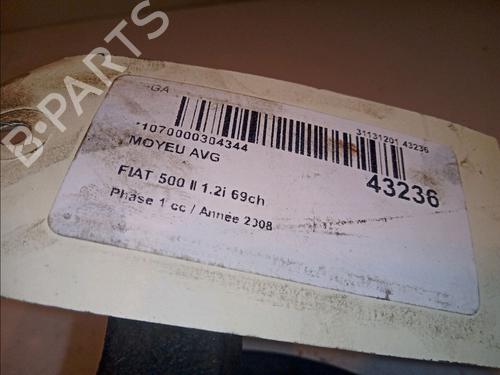 GA
*1070000304344
31131201 43236
MOYEU AVG
43236
FIAT 500 II 1.2i 69ch
Phase 1 cc / Année 2008
B-PARTS